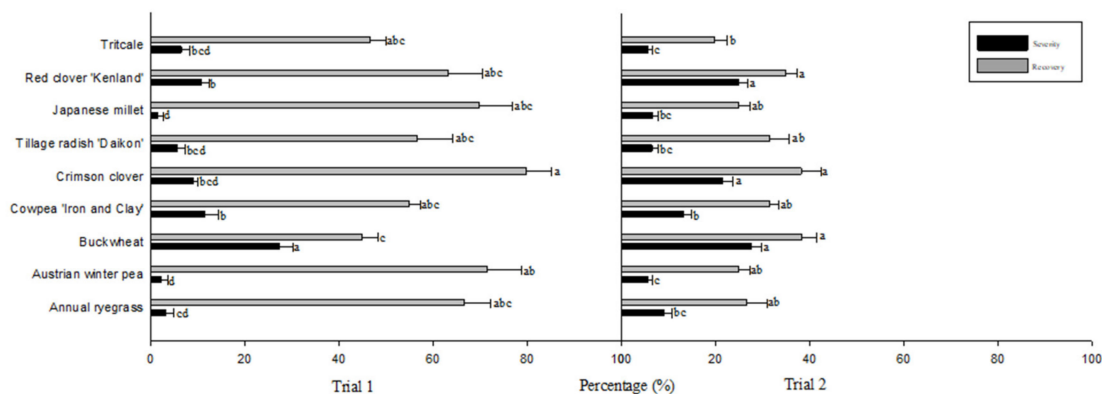 Severity
Recovery
Tritcale abc b
bcd c
Red clover 'Kenland' abc a
b a
Japanese millet abc ab
d bc
Tillage radish 'Daikon' abc ab
bcd bc
Crimson clover a a
bcd a
Cowpea 'Iron and Clay' abc ab
b b
Buckwheat c a
a a
Austrian winter pea ab ab
d c
Annual ryegrass abc ab
cd bc
0 20 40 60 80 100 20 40 60 80 100
Trial 1 Percentage (%) Trial 2